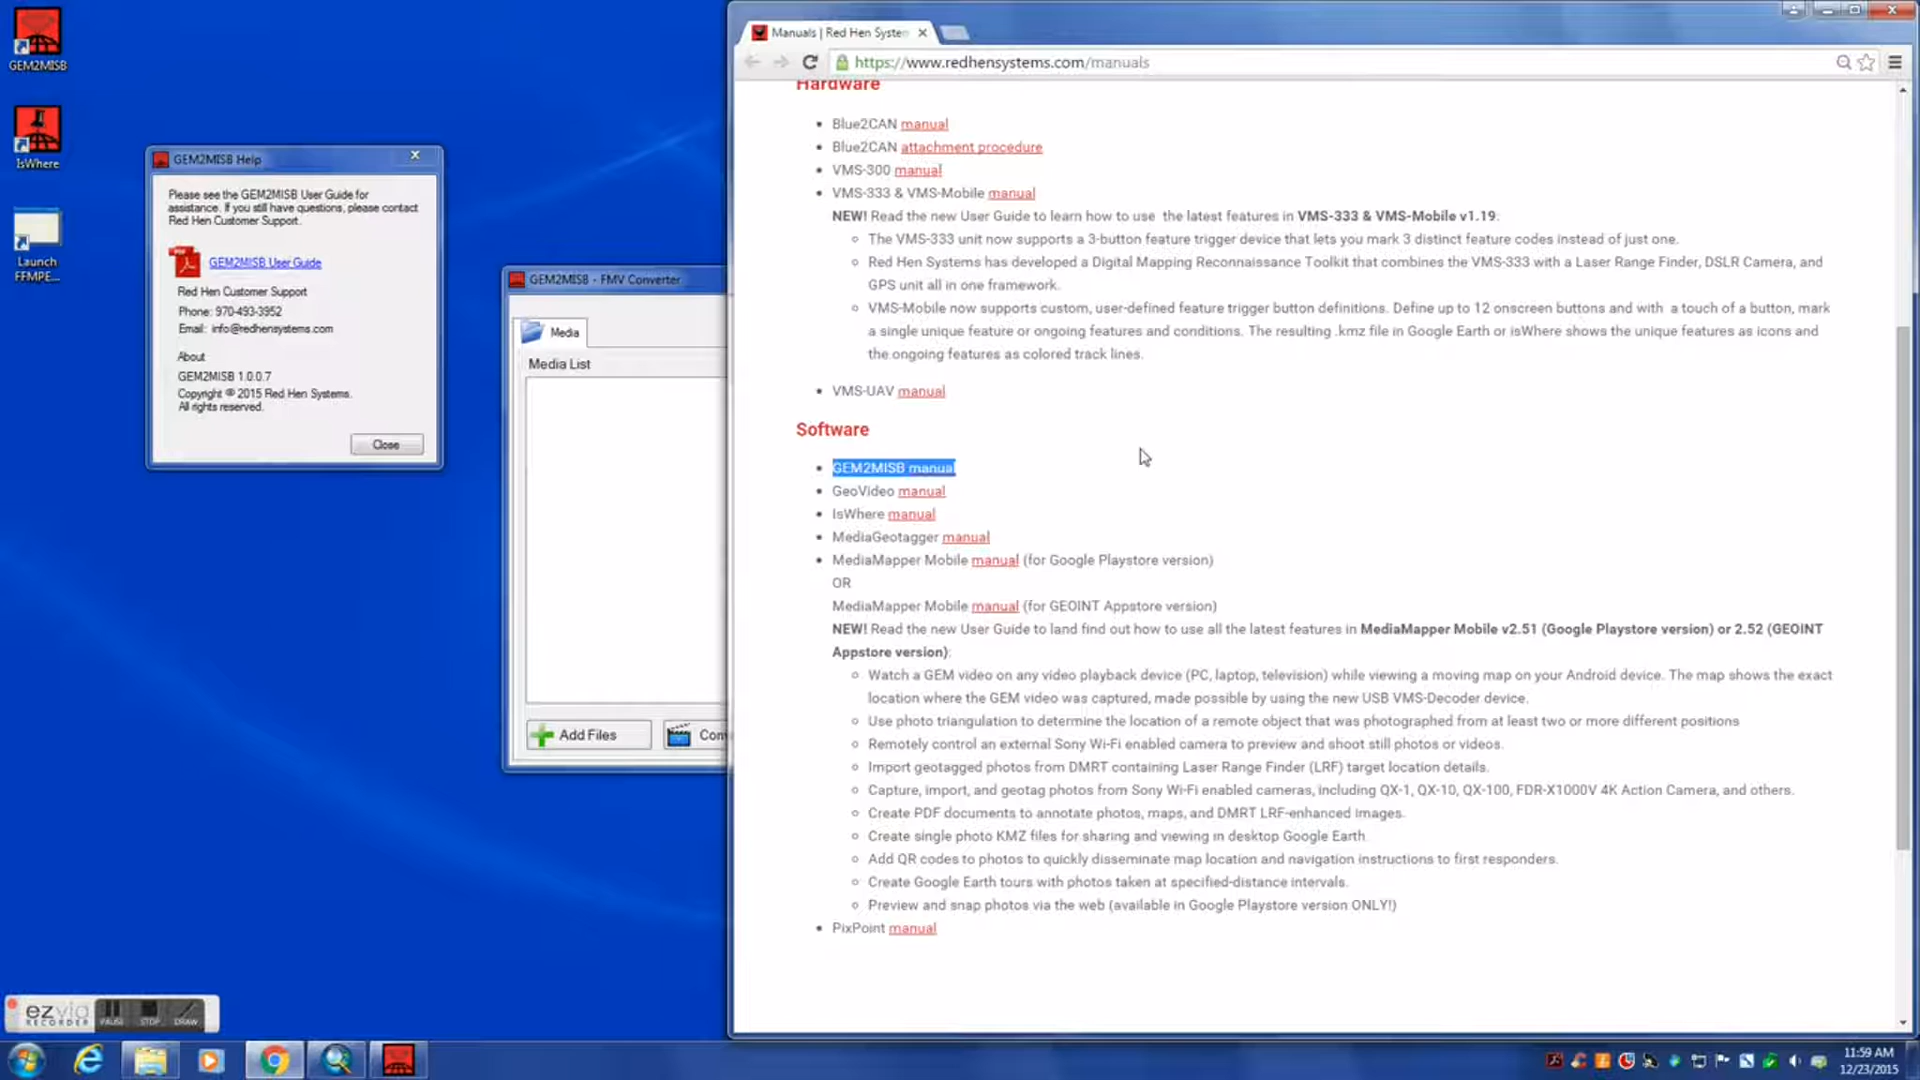 GEM2MISB
IsWhere
Launch
FFMPE...
GEM2MISB Help
Please see the GEM2MISB User Guide for
assistance. If you still have questions, please contact
Red Hen Customer Support.
GEM2MISB User Guide
Red Hen Customer Support
Phone: 970-493-3952
Email: info@redhensystems.com
About
GEM2MISB 1.0.0.7
Copyright © 2015 Red Hen Systems.
All rights reserved.
Close
GEM2MISB - FMV Converter
Media
Media List
Add Files
Conv
Manuals | Red Hen System
https://www.redhensystems.com/manuals
Hardware
• Blue2CAN manual
• Blue2CAN attachment procedure
• VMS-300 manual
• VMS-333 & VMS-Mobile manual
NEW! Read the new User Guide to learn how to use the latest features in VMS-333 & VMS-Mobile v1.19:
The VMS-333 unit now supports a 3-button feature trigger device that lets you mark 3 distinct feature codes instead of just one.
Red Hen Systems has developed a Digital Mapping Reconnaissance Toolkit that combines the VMS-333 with a Laser Range Finder, DSLR Camera, and
GPS unit all in one framework.
VMS-Mobile now supports custom, user-defined feature trigger button definitions. Define up to 12 onscreen buttons and with a touch of a button, mark
a single unique feature or ongoing features and conditions. The resulting .kmz file in Google Earth or isWhere shows the unique features as icons and
the ongoing features as colored track lines.
• VMS-UAV manual
Software
• GEM2MISB manual
• GeoVideo manual
• IsWhere manual
• MediaGeotagger manual
• MediaMapper Mobile manual (for Google Playstore version)
OR
MediaMapper Mobile manual (for GEOINT Appstore version)
NEW! Read the new User Guide to land find out how to use all the latest features in MediaMapper Mobile v2.51 (Google Playstore version) or 2.52 (GEOINT
Appstore version):
Watch a GEM video on any video playback device (PC, laptop, television) while viewing a moving map on your Android device. The map shows the exact
location where the GEM video was captured, made possible by using the new USB VMS-Decoder device.
Use photo triangulation to determine the location of a remote object that was photographed from at least two or more different positions
Remotely control an external Sony Wi-Fi enabled camera to preview and shoot still photos or videos.
Import geotagged photos from DMRT containing Laser Range Finder (LRF) target location details.
Capture, import, and geotag photos from Sony Wi-Fi enabled cameras, including QX-1, QX-10, QX-100, FDR-X1000V 4K Action Camera, and others.
Create PDF documents to annotate photos, maps, and DMRT LRF-enhanced images.
Create single photo KMZ files for sharing and viewing in desktop Google Earth
Add QR codes to photos to quickly disseminate map location and navigation instructions to first responders.
Create Google Earth tours with photos taken at specified-distance intervals.
Preview and snap photos via the web (available in Google Playstore version ONLY!)
• PixPoint manual
ezvid
RECORDER
PAUSE STOP DRAW
11:59 AM
12/23/2015